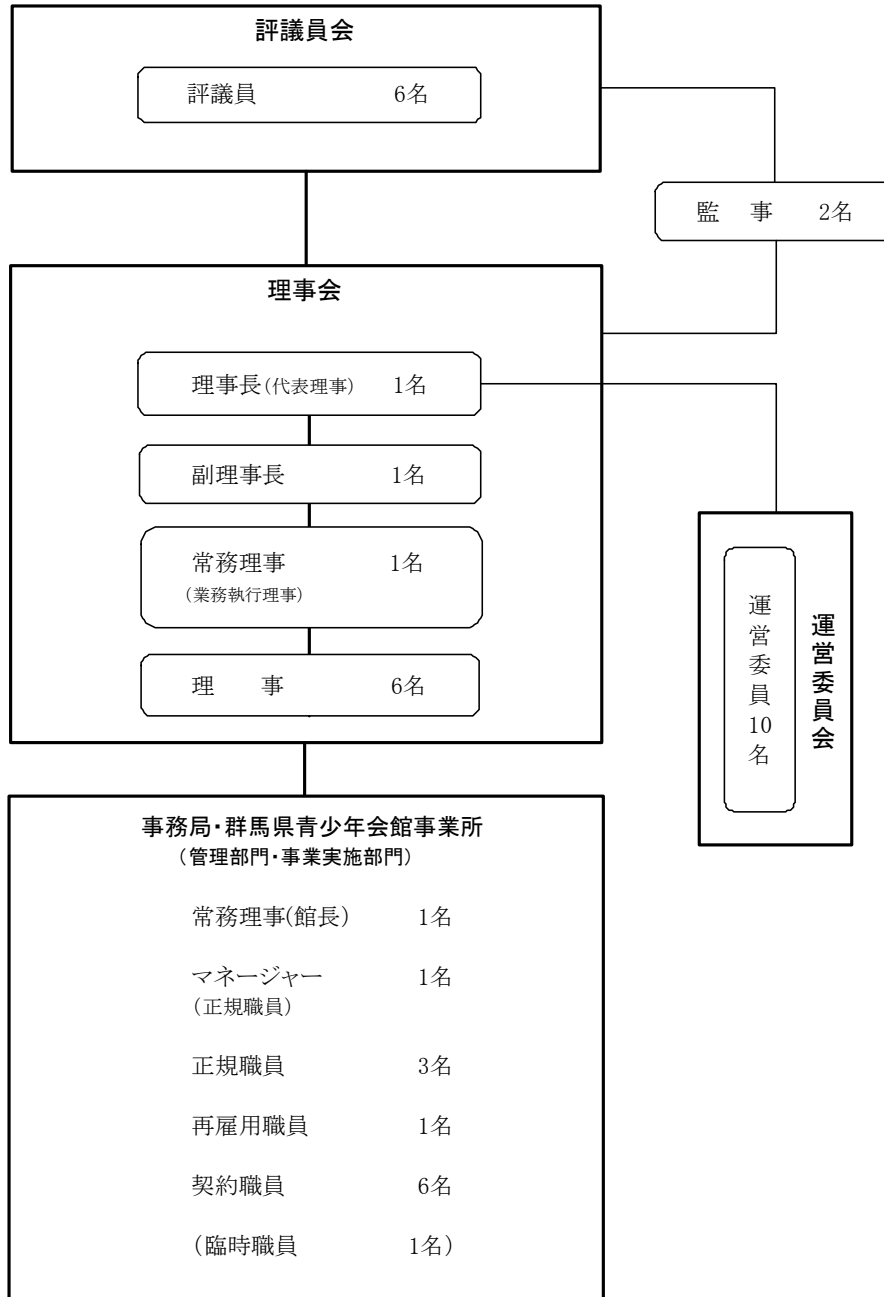 評議員会
評議員 6名
監 事 2名
理事会
理事長(代表理事) 1名
副理事長 1名
常務理事 1名
(業務執行理事)
理 事 6名
運営委員会
運営委員10名
事務局・群馬県青少年会館事業所
(管理部門・事業実施部門)
常務理事(館長) 1名
マネージャー 1名
(正規職員)
正規職員 3名
再雇用職員 1名
契約職員 6名
(臨時職員 1名)